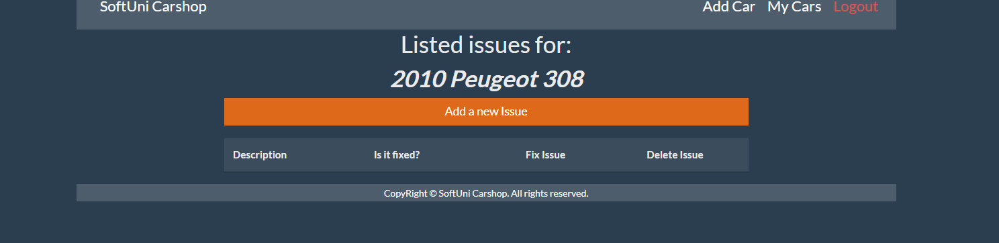 SoftUni Carshop Add Car My Cars Logout
Listed issues for:
2010 Peugeot 308
Add a new Issue
Description Is it fixed? Fix Issue Delete Issue
CopyRight © SoftUni Carshop. All rights reserved.